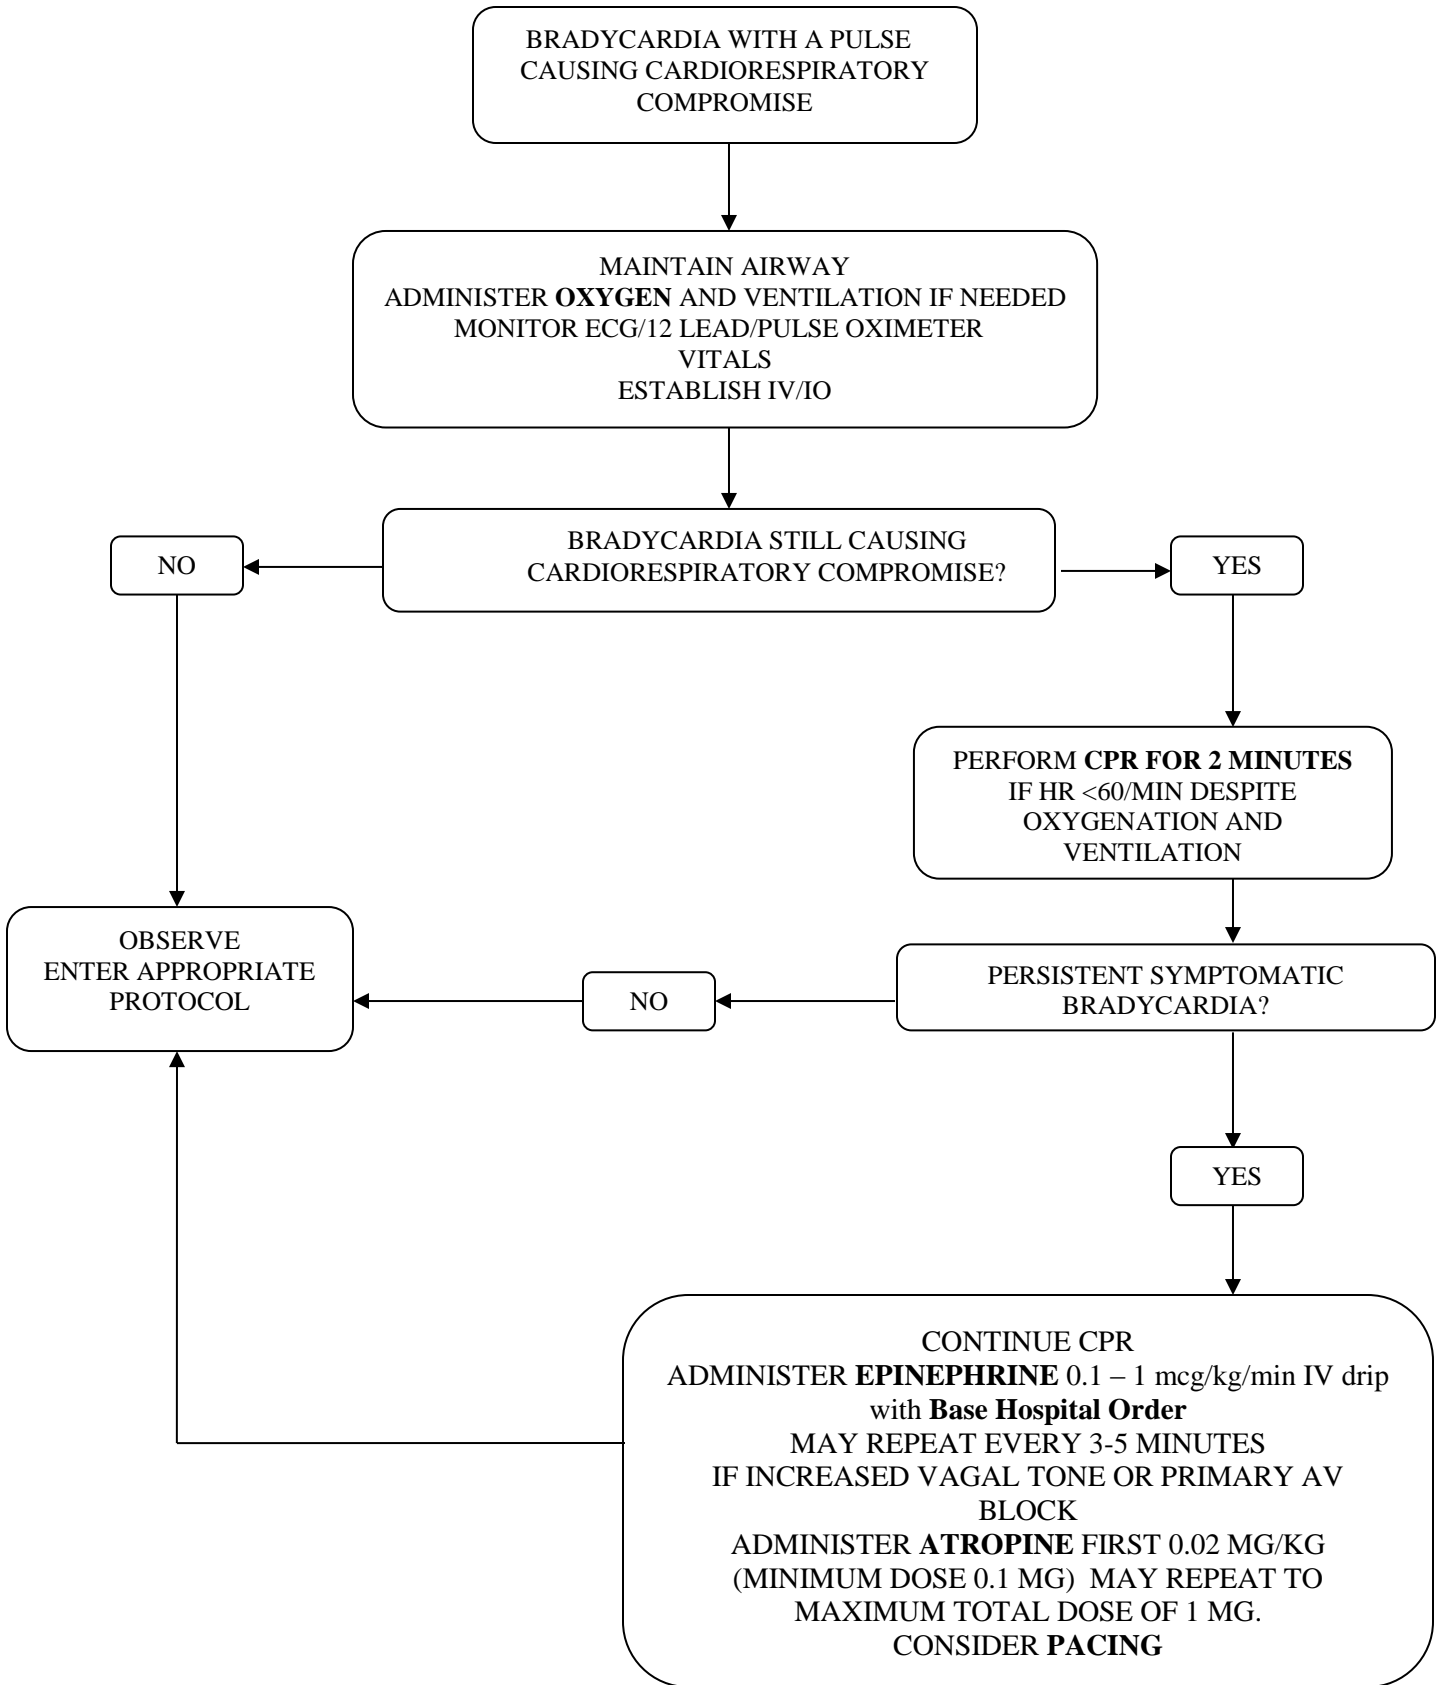 BRADYCARDIA WITH A PULSE
CAUSING CARDIORESPIRATORY
COMPROMISE
MAINTAIN AIRWAY
ADMINISTER OXYGEN AND VENTILATION IF NEEDED
MONITOR ECG/12 LEAD/PULSE OXIMETER
VITALS
ESTABLISH IV/IO
BRADYCARDIA STILL CAUSING
CARDIORESPIRATORY COMPROMISE?
NO
YES
PERFORM CPR FOR 2 MINUTES
IF HR <60/MIN DESPITE
OXYGENATION AND
VENTILATION
OBSERVE
ENTER APPROPRIATE
PROTOCOL
NO
PERSISTENT SYMPTOMATIC
BRADYCARDIA?
YES
CONTINUE CPR
ADMINISTER EPINEPHRINE 0.1 – 1 mcg/kg/min IV drip
with Base Hospital Order
MAY REPEAT EVERY 3-5 MINUTES
IF INCREASED VAGAL TONE OR PRIMARY AV
BLOCK
ADMINISTER ATROPINE FIRST 0.02 MG/KG
(MINIMUM DOSE 0.1 MG)  MAY REPEAT TO
MAXIMUM TOTAL DOSE OF 1 MG.
CONSIDER PACING